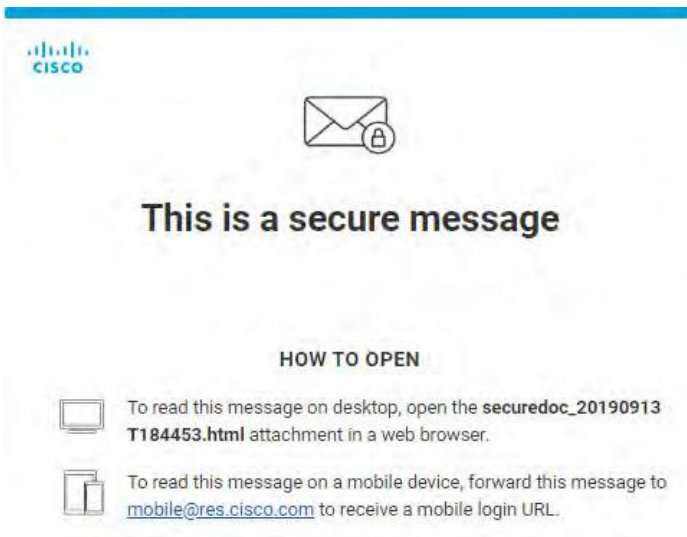 CISCO
This is a secure message
HOW TO OPEN
To read this message on desktop, open the securedoc_20190913
T184453.html attachment in a web browser.
To read this message on a mobile device, forward this message to
mobile@res.cisco.com to receive a mobile login URL.